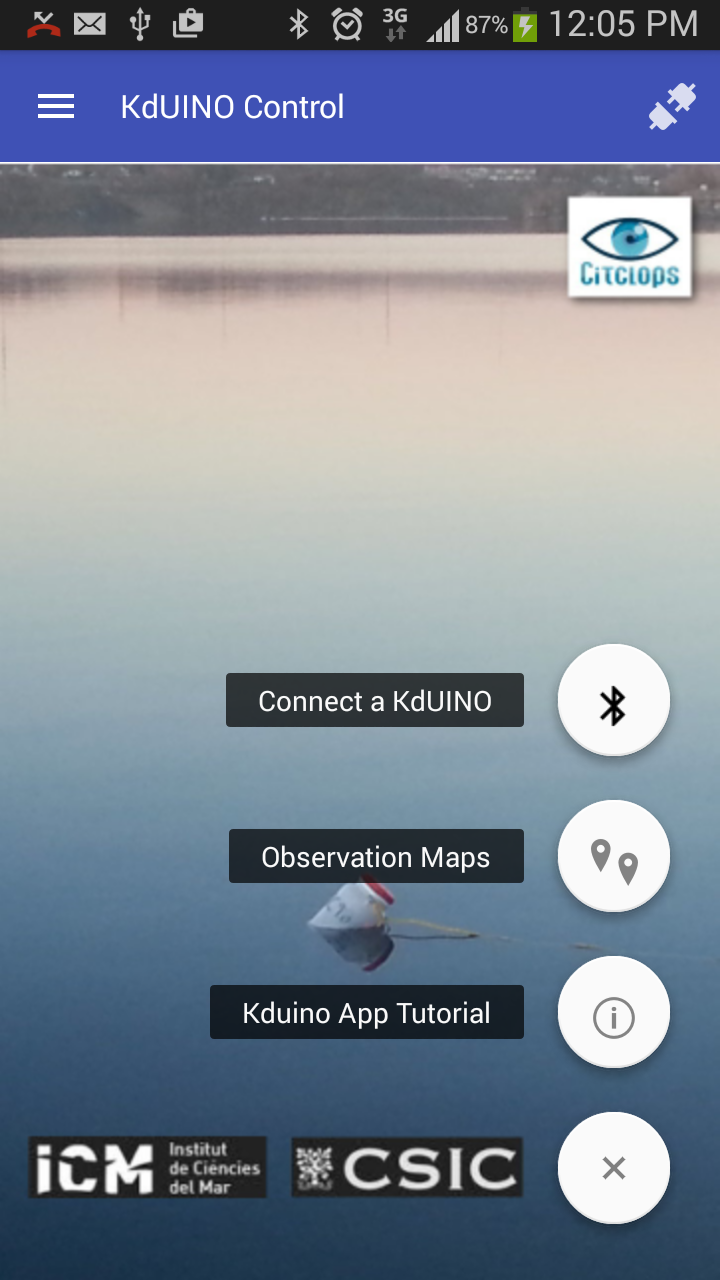 3G 87% 12:05 PM
KdUINO Control
Citclops
Connect a KdUINO
Observation Maps
Kduino App Tutorial
iCM Institut
de Ciències
del Mar
CSIC